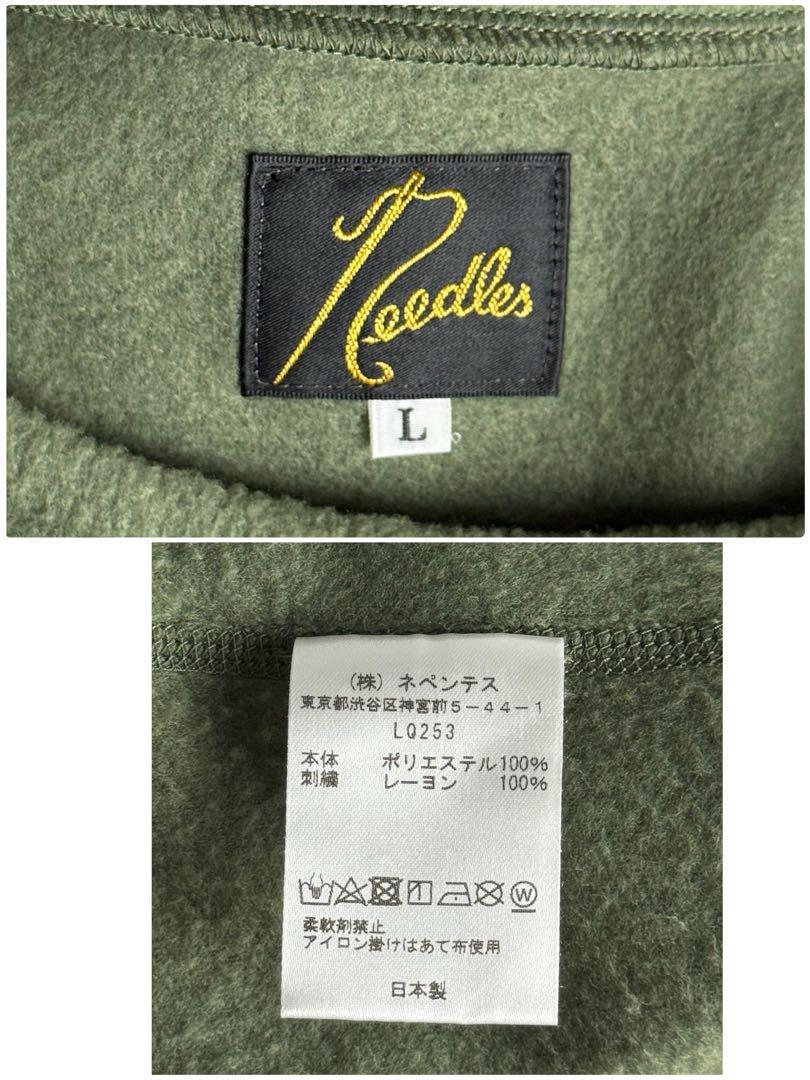 Needles
L
(株) ネペンテス
東京都渋谷区神宮前5-44-1
LQ253
本体 ポリエステル100%
刺繍 レーヨン 100%
W
柔軟剤禁止
アイロン掛けはあて布使用
日本製